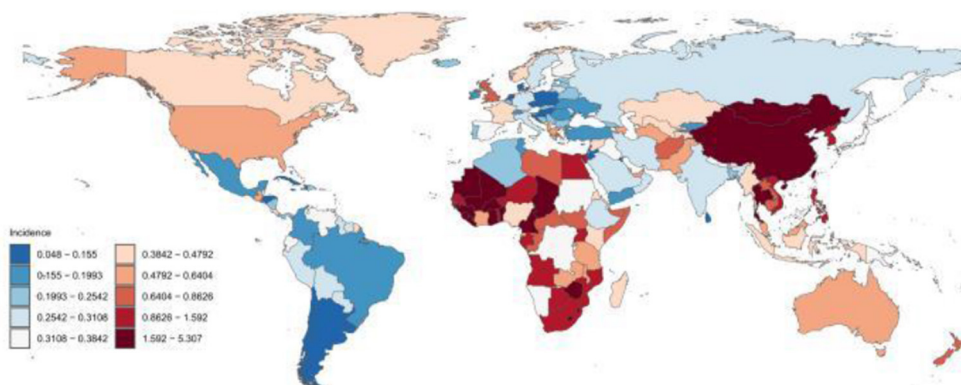 Incidence
0.048 – 0.155
0.155 – 0.1993
0.1993 – 0.2542
0.2542 – 0.3108
0.3108 – 0.3842
0.3842 – 0.4792
0.4792 – 0.6404
0.6404 – 0.8626
0.8626 – 1.592
1.592 – 5.307